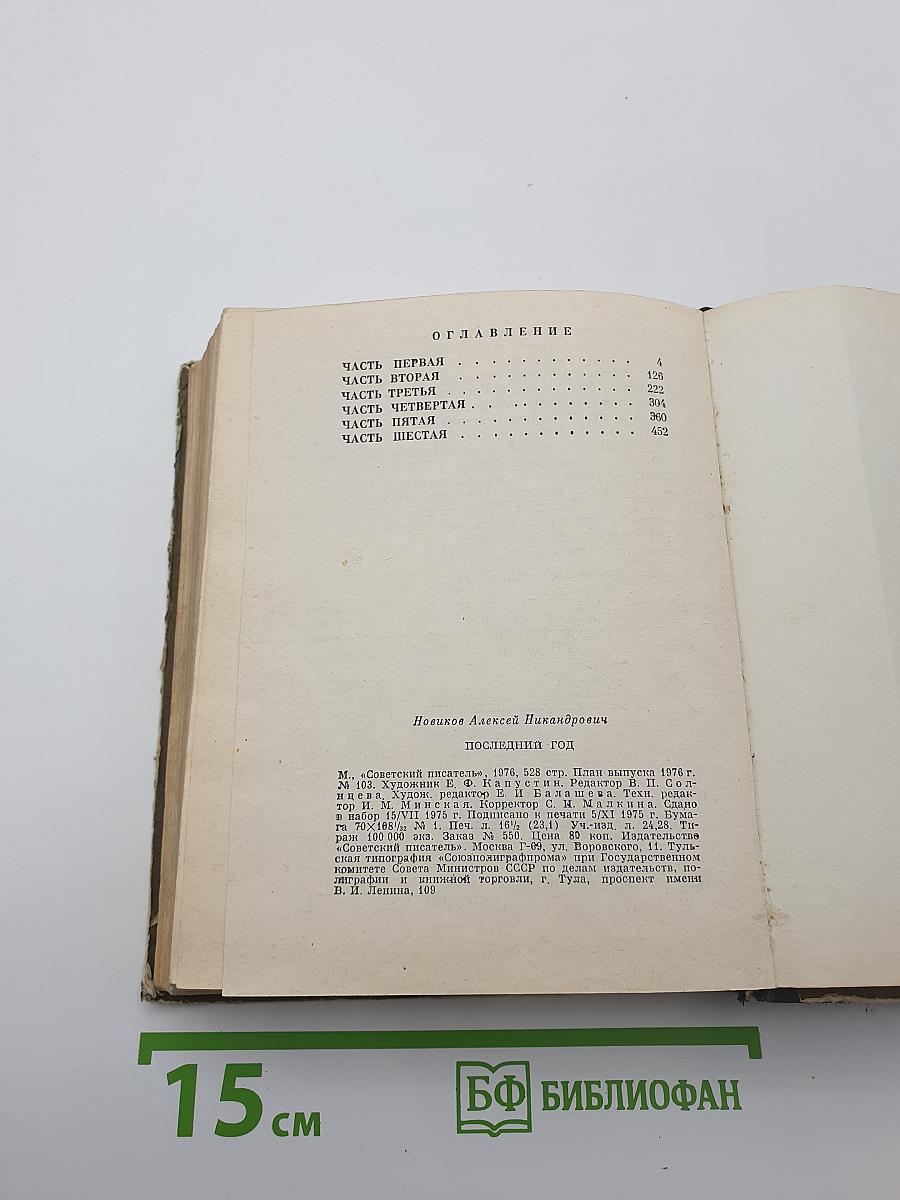 ОГЛАВЛЕНИЕ
ЧАСТЬ ПЕРВАЯ . . . . . . . . . . . . 4
ЧАСТЬ ВТОРАЯ . . . . . . . . . . . . 126
ЧАСТЬ ТРЕТЬЯ . . . . . . . . . . . . 222
ЧАСТЬ ЧЕТВЕРТАЯ . . . . . . . . . . . 304
ЧАСТЬ ПЯТАЯ . . . . . . . . . . . . 360
ЧАСТЬ ШЕСТАЯ . . . . . . . . . . . . 452
Новиков Алексей Никандрович
ПОСЛЕДНИЙ ГОД
М., «Советский писатель», 1976, 528 стр. План выпуска 1976 г.
№ 103. Художник Е. Ф. Капустин. Редактор В. П. Сол-
нцева. Худож. редактор Е. И. Балашева. Техн. редак-
тор И. М. Минская. Корректор С. И. Малкина. Сдано
в набор 15/VII 1975 г. Подписано к печати 5/XI 1975 г. Бума-
га 70×108¹/₃₂ № 1. Печ. л. 16¹/₂ (23,1) Уч.-изд. л. 24,28. Ти-
раж 100 000 экз. Заказ № 550. Цена 89 коп. Издательство
«Советский писатель». Москва Г-69, ул. Воровского, 11. Туль-
ская типография «Союзполиграфпрома» при Государственном
комитете Совета Министров СССР по делам издательств, по-
лиграфии и книжной торговли, г. Тула, проспект имени
В. И. Ленина, 109
15 см
БФ БИБЛИОФАН